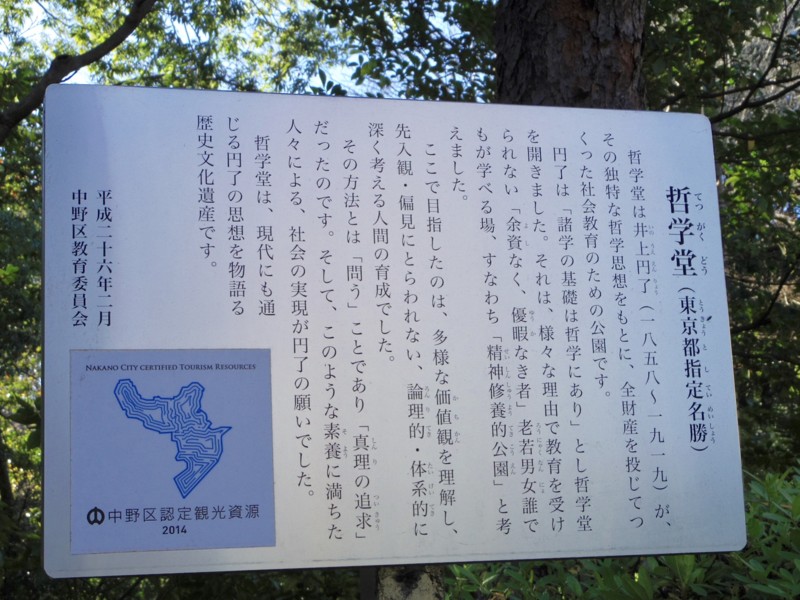 哲学堂(東京都指定名勝)
哲学堂は井上円了(一八五八〜一九一九)が、
その独特な哲学思想をもとに、全財産を投じてつ
くった社会教育のための公園です。
円了は「諸学の基礎は哲学にあり」とし哲学堂
を開きました。それは、様々な理由で教育を受け
られない「余資なく、優暇なき者」老若男女誰で
もが学べる場、すなわち「精神修養的公園」と考
えました。
ここで目指したのは、多様な価値観を理解し、
先入観・偏見にとらわれない、論理的・体系的に
深く考える人間の育成でした。
その方法とは「問う」ことであり「真理の追求」
だったのです。そして、このような素養に満ちた
人々による、社会の実現が円了の願いでした。
哲学堂は、現代にも通
じる円了の思想を物語る
歴史文化遺産です。
平成二十六年二月
中野区教育委員会
NAKANO CITY CERTIFIED TOURISM RESOURCES
中野区認定観光資源
2014